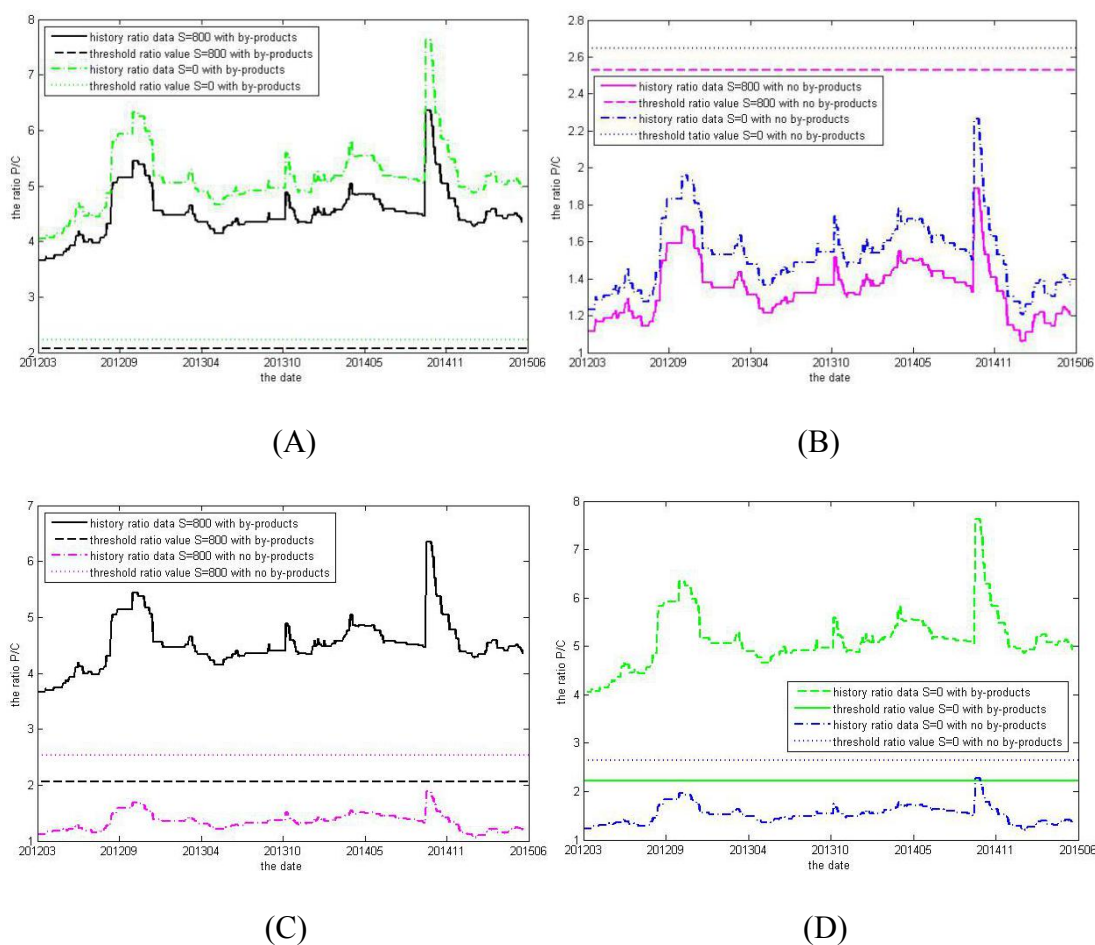 history ratio data S=800 with by-products
threshold ratio value S=800 with by-products
history ratio data S=0 with by-products
threshold ratio value S=0 with by-products
8
7
6
5
4
3
2
the ratio P/C
201203 201209 201304 201310 201405 201411 201506
the date
(A)
history ratio data S=800 with no by-products
threshold ratio value S=800 with no by-products
history ratio data S=0 with no by-products
threshold ratio value S=0 with no by-products
2.8
2.6
2.4
2.2
2
1.8
1.6
1.4
1.2
1
the ratio P/C
201203 201209 201304 201310 201405 201411 201506
the date
(B)
history ratio data S=800 with by-products
threshold ratio value S=800 with by-products
history ratio data S=800 with no by-products
threshold ratio value S=800 with no by-products
7
6
5
4
3
2
1
the ratio P/C
201203 201209 201304 201310 201405 201411 201506
the date
(C)
history ratio data S=0 with by-products
threshold ratio value S=0 with by-products
history ratio data S=0 with no by-products
threshold ratio value S=0 with no by-products
8
7
6
5
4
3
2
1
the ratio P/C
201203 201209 201304 201310 201405 201411 201506
the date
(D)